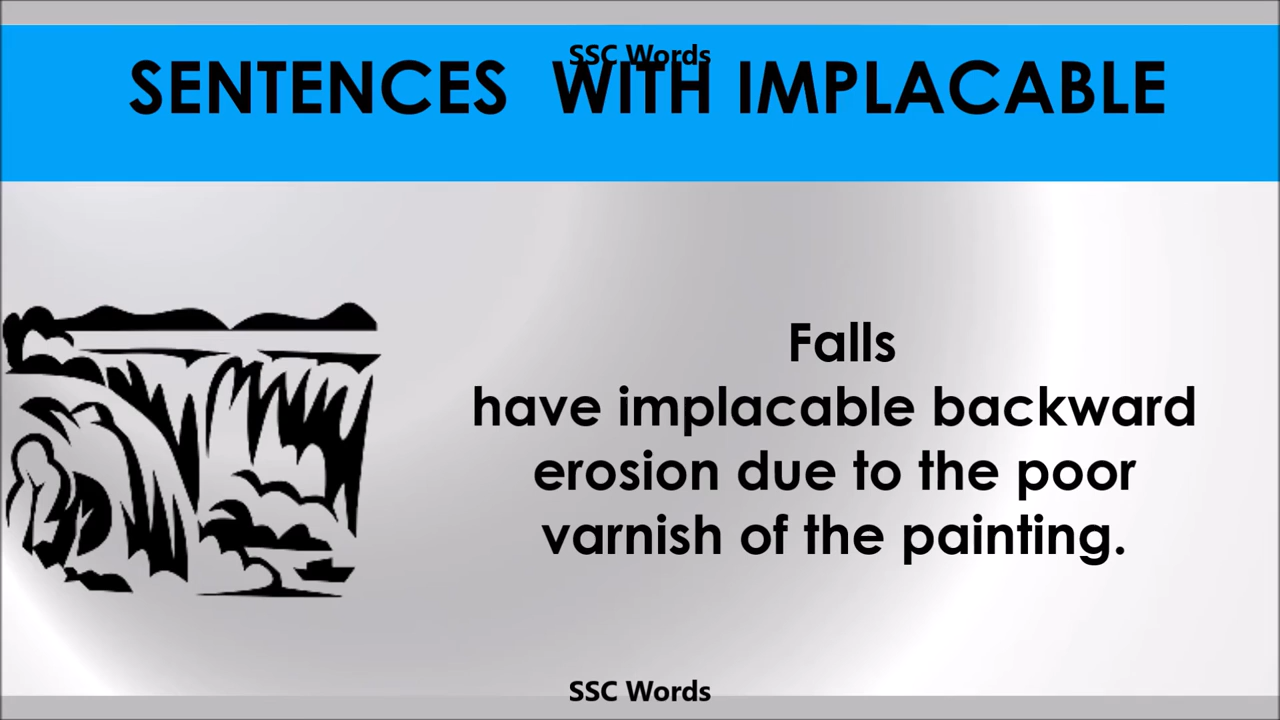 SSC Words
SENTENCES WITH IMPLACABLE
Falls
have implacable backward
erosion due to the poor
varnish of the painting.
SSC Words